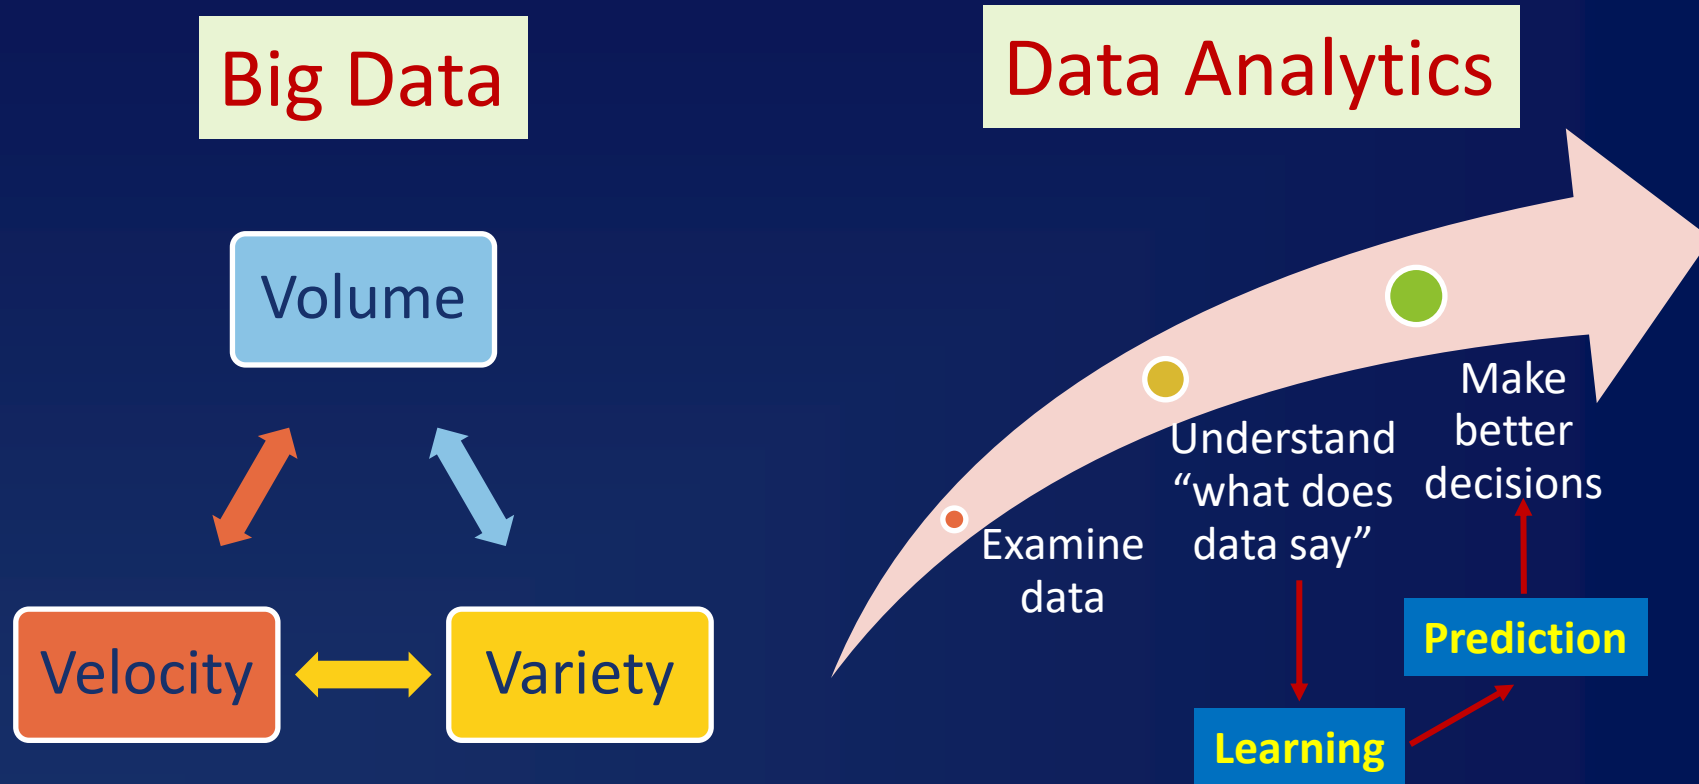 Big Data
Volume
Velocity
Variety
Data Analytics
Examine
data
Understand
“what does
data say”
Make
better
decisions
Learning
Prediction